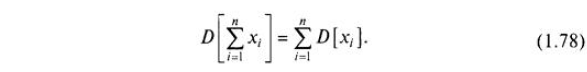 D[∑_{i=1}^{n} x_i] = ∑_{i=1}^{n} D[x_i]. (1.78)